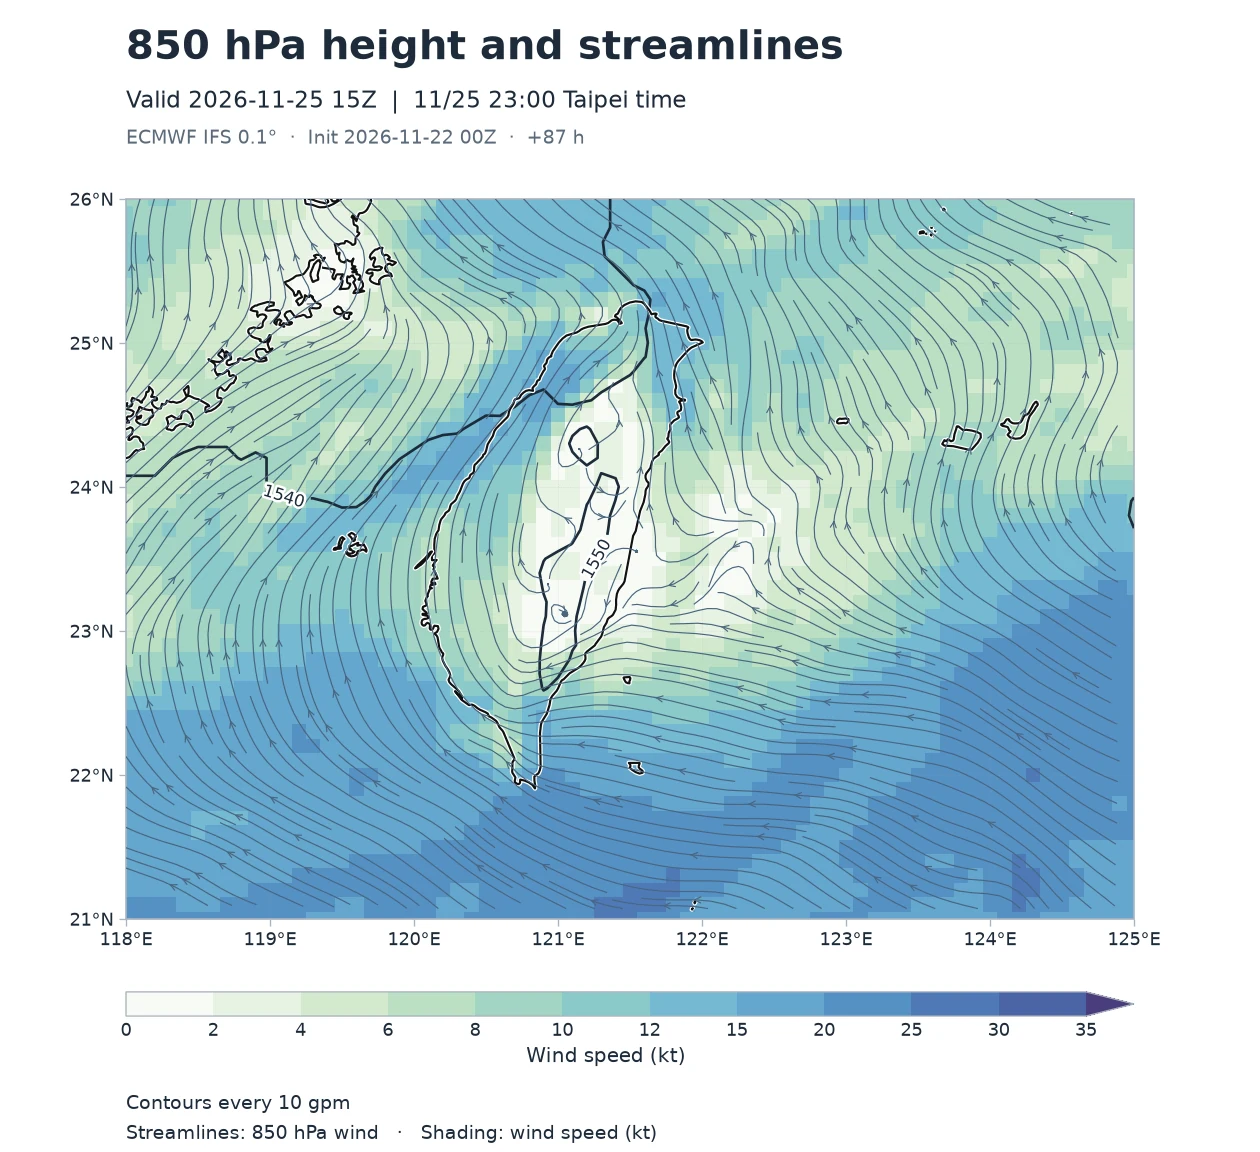 850 hPa height and streamlines
Valid 2026-11-25 15Z | 11/25 23:00 Taipei time
ECMWF IFS 0.1° · Init 2026-11-22 00Z · +87 h
26°N
25°N
24°N
23°N
22°N
21°N
1540
1550
118°E 119°E 120°E 121°E 122°E 123°E 124°E 125°E
0 2 4 6 8 10 12 15 20 25 30 35
Wind speed (kt)
Contours every 10 gpm
Streamlines: 850 hPa wind · Shading: wind speed (kt)